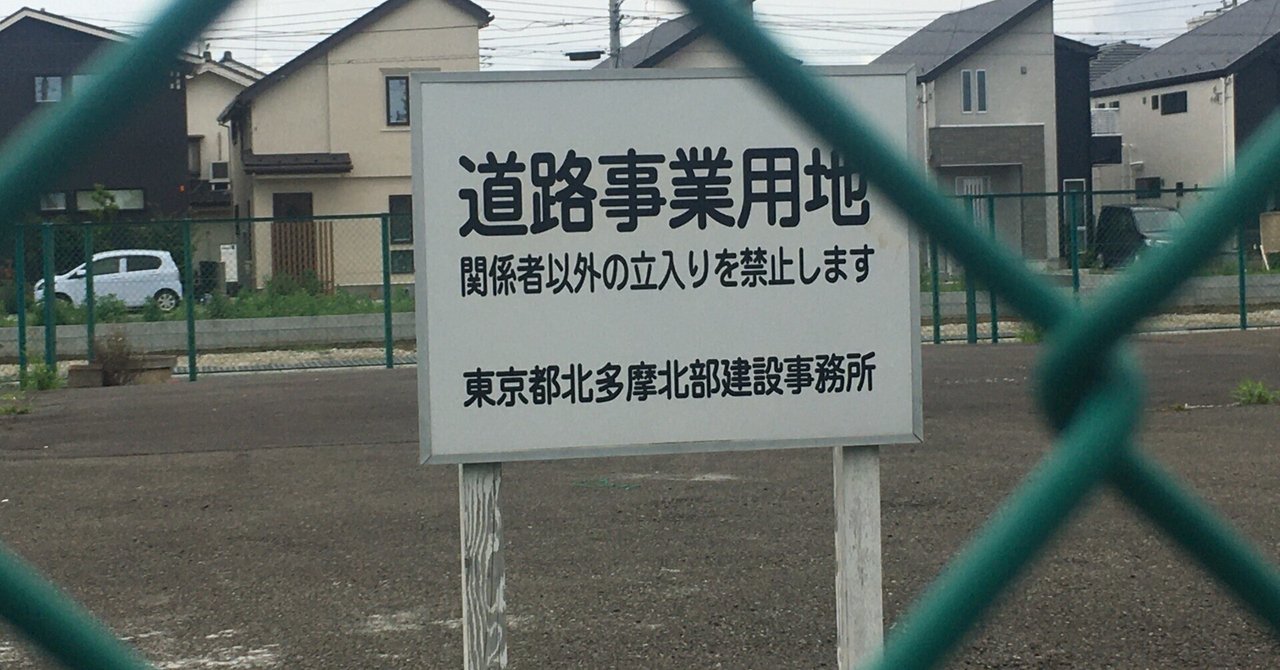 道路事業用地
関係者以外の立入りを禁止します
東京都北多摩北部建設事務所